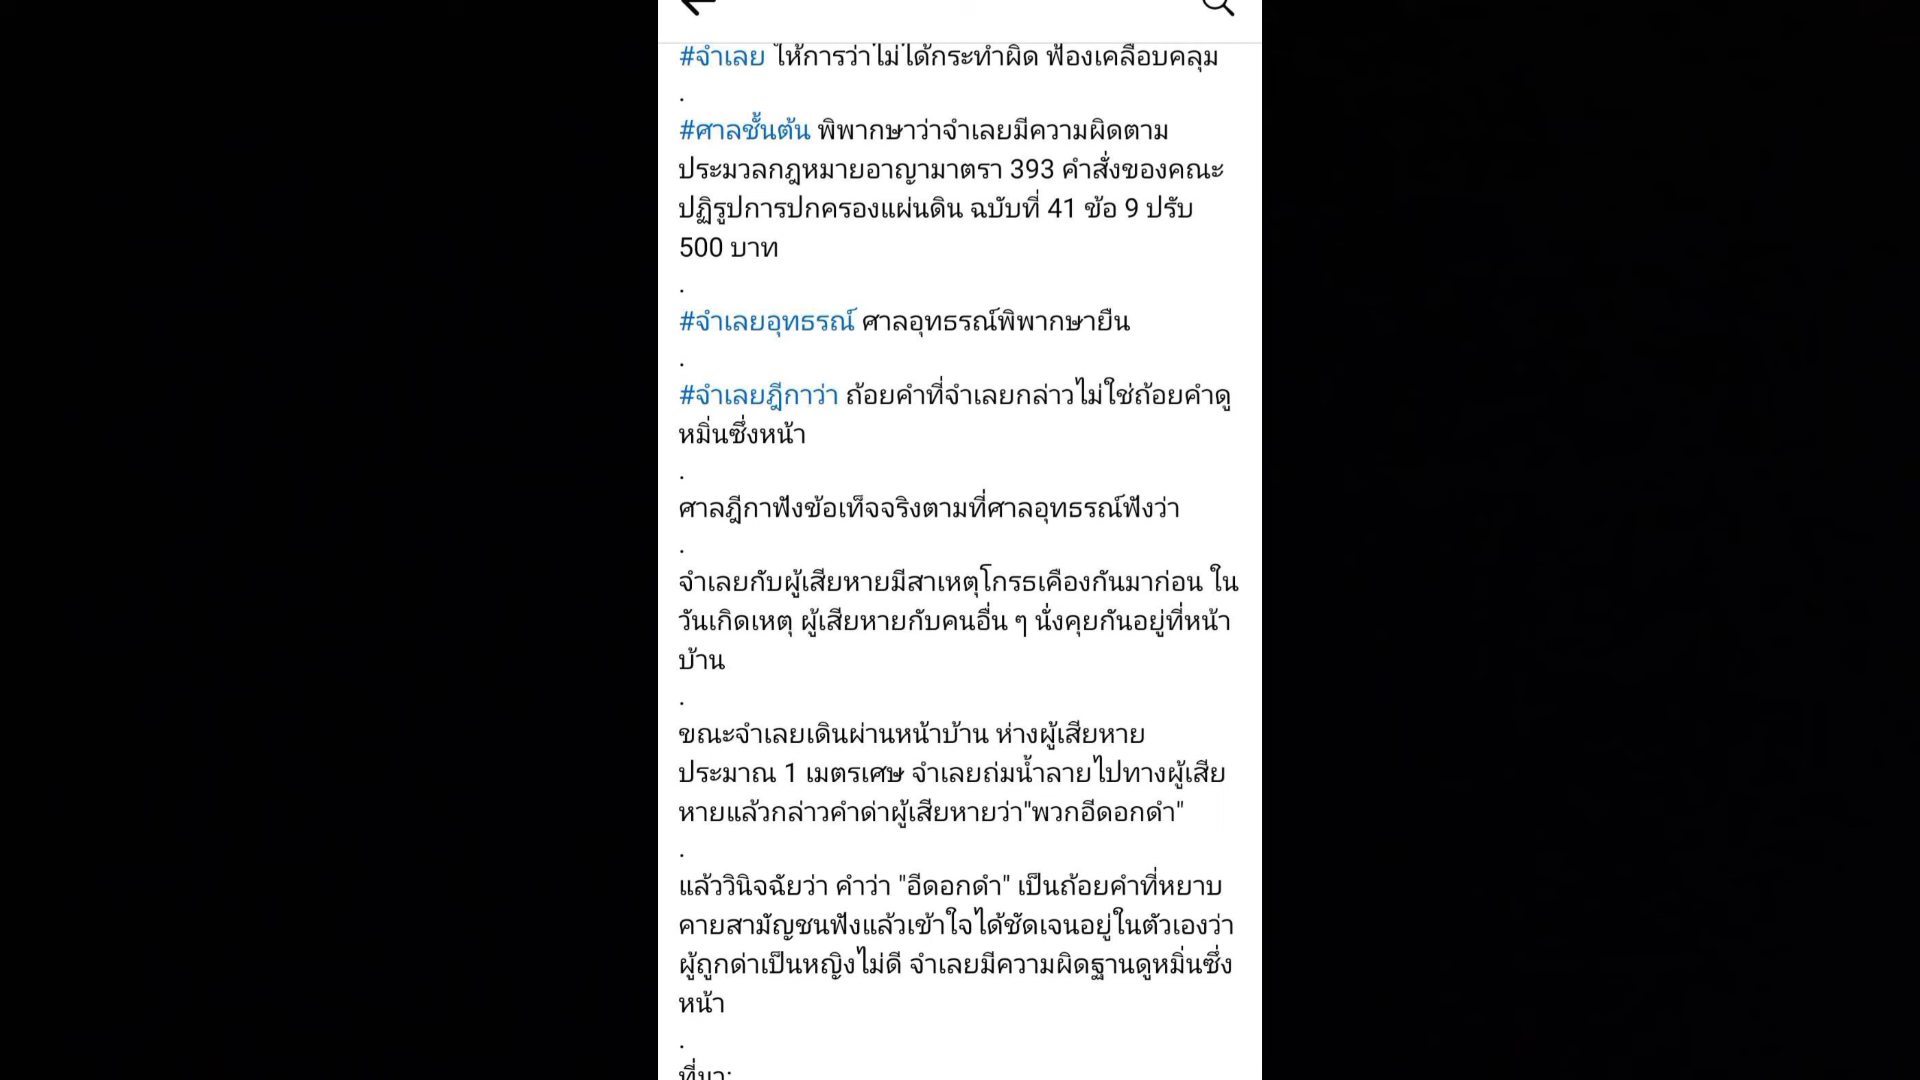 #จำเลย ให้การว่าไม่ได้กระทำผิด ฟ้องเคลือบคลุม
.
#ศาลชั้นต้น พิพากษาว่าจำเลยมีความผิดตาม
ประมวลกฎหมายอาญามาตรา 393 คำสั่งของคณะ
ปฏิรูปการปกครองแผ่นดิน ฉบับที่ 41 ข้อ 9 ปรับ
500 บาท
.
#จำเลยอุทธรณ์ ศาลอุทธรณ์พิพากษายืน
.
#จำเลยฎีกาว่า ถ้อยคำที่จำเลยกล่าวไม่ใช่ถ้อยคำดู
หมิ่นซึ่งหน้า
.
ศาลฎีกาฟังข้อเท็จจริงตามที่ศาลอุทธรณ์ฟังว่า
.
จำเลยกับผู้เสียหายมีสาเหตุโกรธเคืองกันมาก่อน ใน
วันเกิดเหตุ ผู้เสียหายกับคนอื่น ๆ นั่งคุยกันอยู่ที่หน้า
บ้าน
.
ขณะจำเลยเดินผ่านหน้าบ้าน ห่างผู้เสียหาย
ประมาณ 1 เมตรเศษ จำเลยถ่มน้ำลายไปทางผู้เสีย
หายแล้วกล่าวคำด่าผู้เสียหายว่า"พวกอีดอกดำ"
.
แล้ววินิจฉัยว่า คำว่า "อีดอกดำ" เป็นถ้อยคำที่หยาบ
คายสามัญชนฟังแล้วเข้าใจได้ชัดเจนอยู่ในตัวเองว่า
ผู้ถูกด่าเป็นหญิงไม่ดี จำเลยมีความผิดฐานดูหมิ่นซึ่ง
หน้า
.
ที่มา: